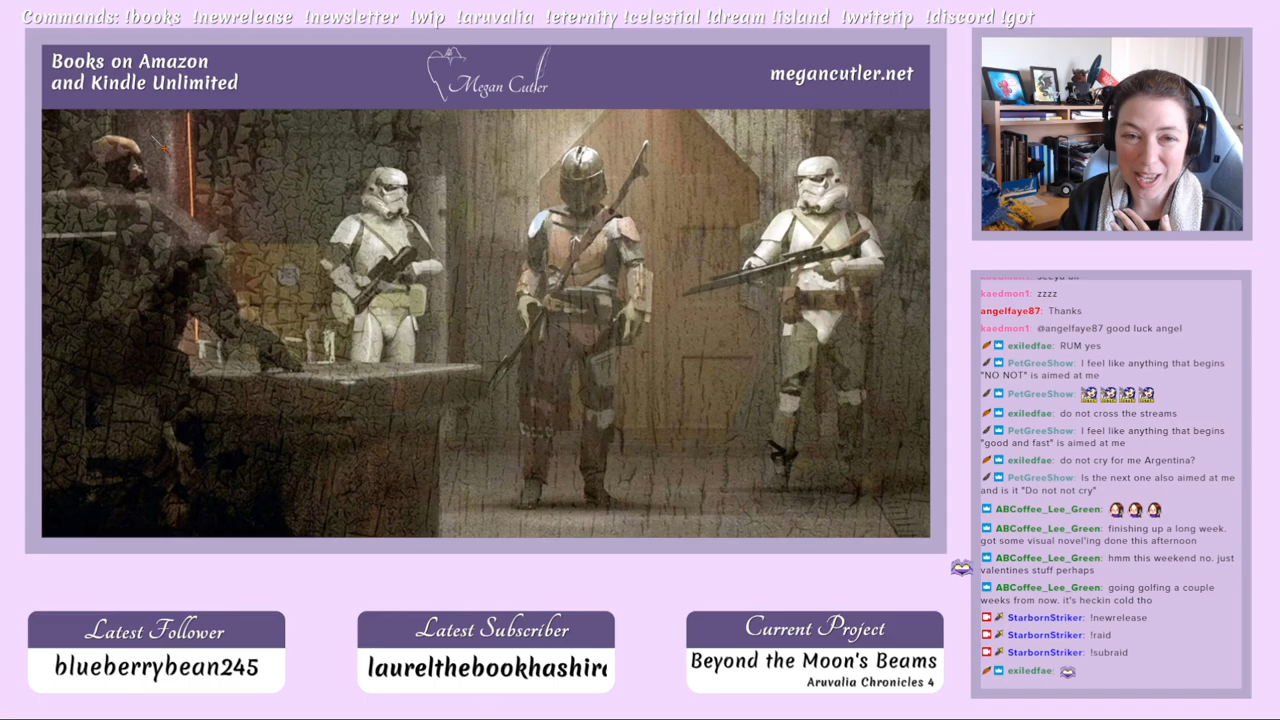 Commands: !books !newrelease !newsletter !wip !aruvalia !eternity !celestial !dream !island !writetip !discord !got
Books on Amazon
and Kindle Unlimited
Megan Cutler
megancutler.net
kaedmon1: zzzz
angelfaye87: Thanks
kaedmon1: @angelfaye87 good luck angel
exiledfae: RUM yes
PetGreeShow: I feel like anything that begins
"NO NOT" is aimed at me
PetGreeShow:
exiledfae: do not cross the streams
PetGreeShow: I feel like anything that begins
"good and fast" is aimed at me
exiledfae: do not cry for me Argentina?
PetGreeShow: Is the next one also aimed at me
and is it "Do not not cry"
ABCoffee_Lee_Green:
ABCoffee_Lee_Green: finishing up a long week.
got some visual novel'ing done this afternoon
ABCoffee_Lee_Green: hmm this weekend no. just
valentines stuff perhaps
ABCoffee_Lee_Green: going golfing a couple
weeks from now. it's heckin cold tho
StarbornStriker: !newrelease
StarbornStriker: !raid
StarbornStriker: !subraid
exiledfae:
Latest Follower
blueberrybean245
Latest Subscriber
laurelthebookhashira
Current Project
Beyond the Moon's Beams
Aruvalia Chronicles 4